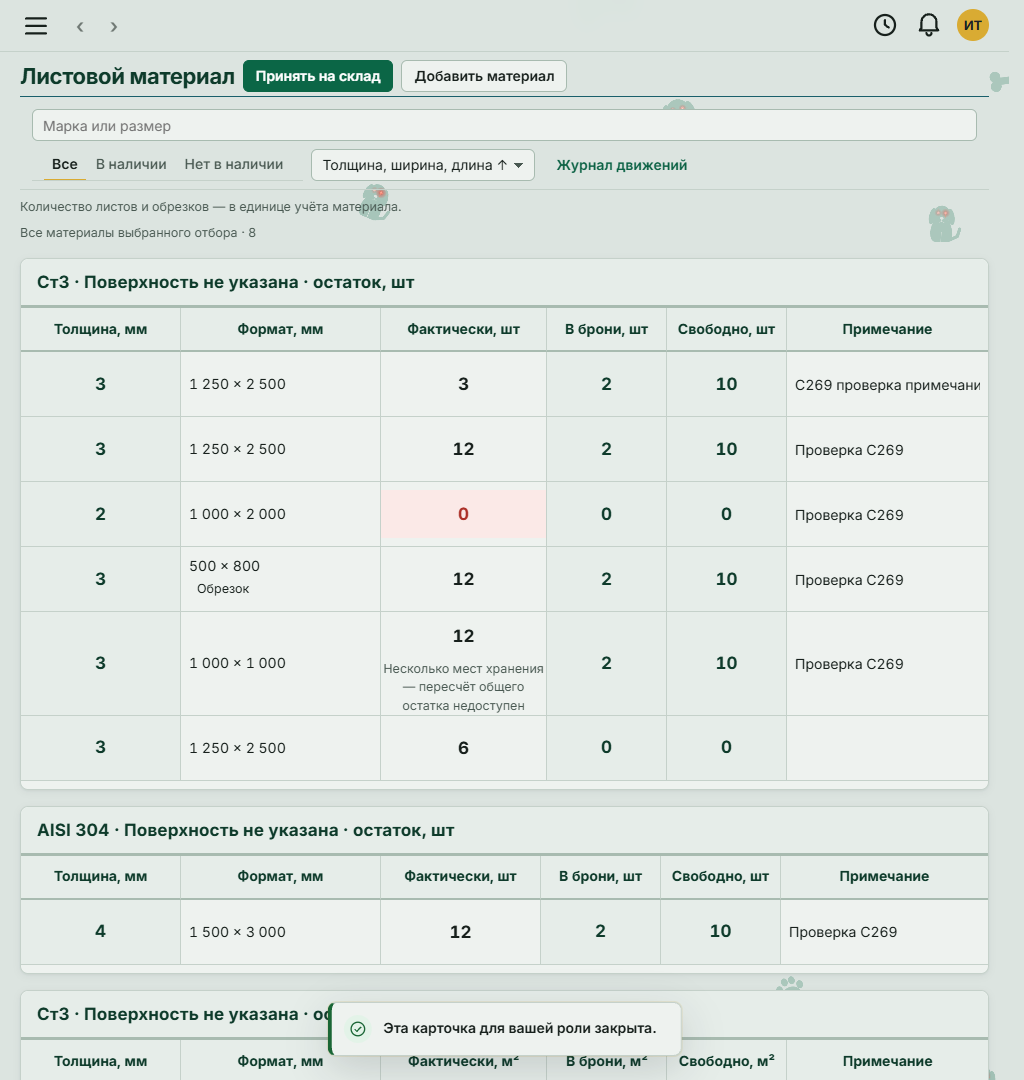 ‹ ›
ИТ
Листовой материал Принять на склад Добавить материал
Марка или размер
Все В наличии Нет в наличии Толщина, ширина, длина ↑ Журнал движений
Количество листов и обрезков — в единице учёта материала.
Все материалы выбранного отбора · 8
Ст3 · Поверхность не указана · остаток, шт
Толщина, мм Формат, мм Фактически, шт В брони, шт Свободно, шт Примечание
3 1 250 × 2 500 3 2 10 С269 проверка примечани
3 1 250 × 2 500 12 2 10 Проверка С269
2 1 000 × 2 000 0 0 0 Проверка С269
3 500 × 800 12 2 10 Проверка С269
Обрезок
3 1 000 × 1 000 12 2 10 Проверка С269
Несколько мест хранения
— пересчёт общего
остатка недоступен
3 1 250 × 2 500 6 0 0
AISI 304 · Поверхность не указана · остаток, шт
Толщина, мм Формат, мм Фактически, шт В брони, шт Свободно, шт Примечание
4 1 500 × 3 000 12 2 10 Проверка С269
Ст3 · Поверхность не указана
Эта карточка для вашей роли закрыта.
Толщина, мм Формат, мм Фактически, м² В брони, м² Свободно, м² Примечание